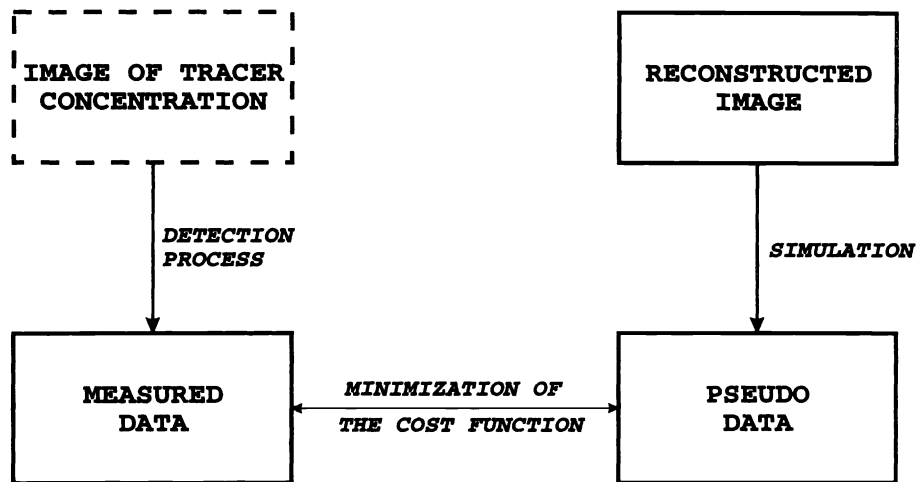 IMAGE OF TRACER
CONCENTRATION
RECONSTRUCTED
IMAGE
DETECTION
PROCESS
SIMULATION
MEASURED
DATA
MINIMIZATION OF
THE COST FUNCTION
PSEUDO
DATA